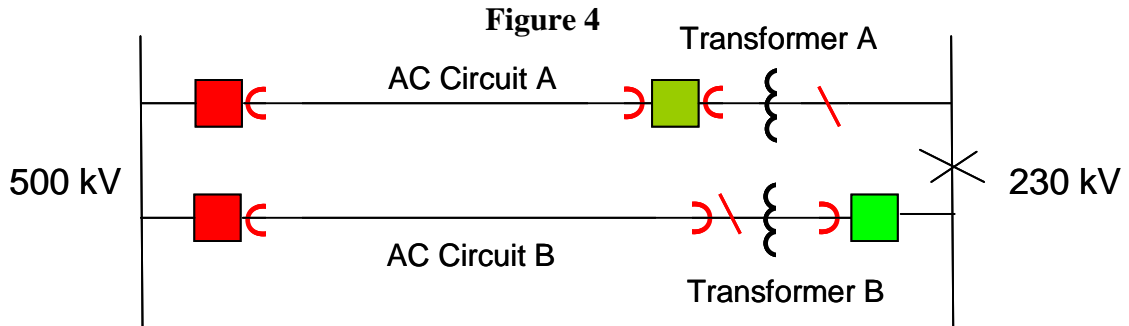 Figure 4
Transformer A
AC Circuit A
500 kV
230 kV
AC Circuit B
Transformer B